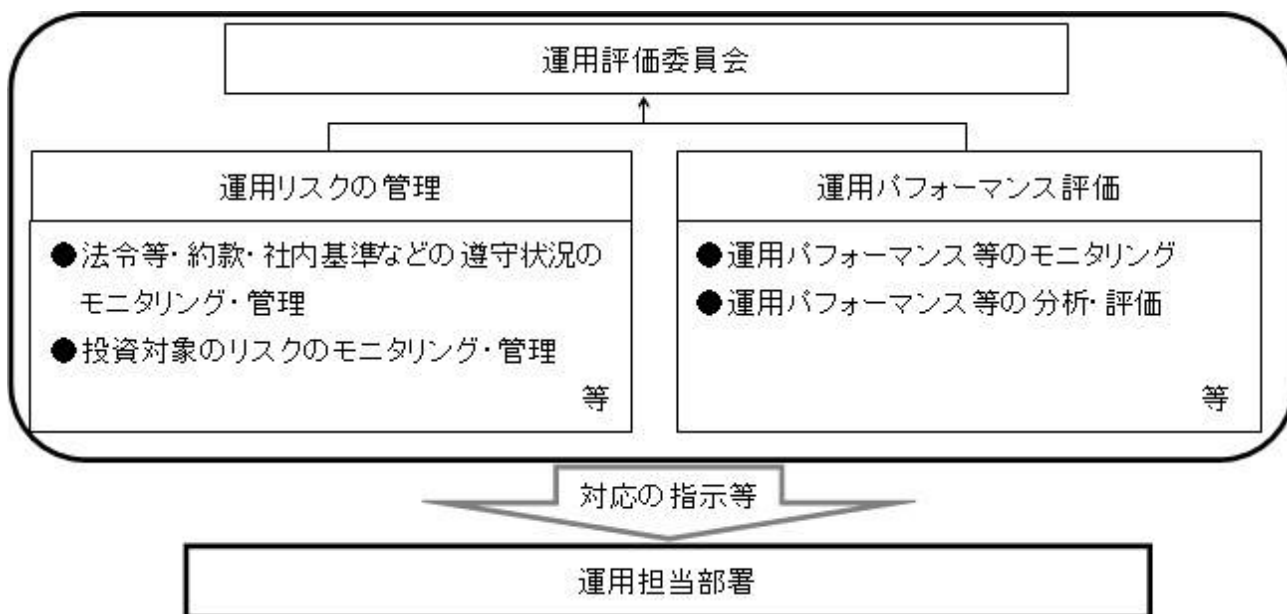 運用評価委員会
運用リスクの管理
●法令等・約款・社内基準などの遵守状況の
モニタリング・管理
●投資対象のリスクのモニタリング・管理
等
運用パフォーマンス評価
●運用パフォーマンス等のモニタリング
●運用パフォーマンス等の分析・評価
等
対応の指示等
運用担当部署